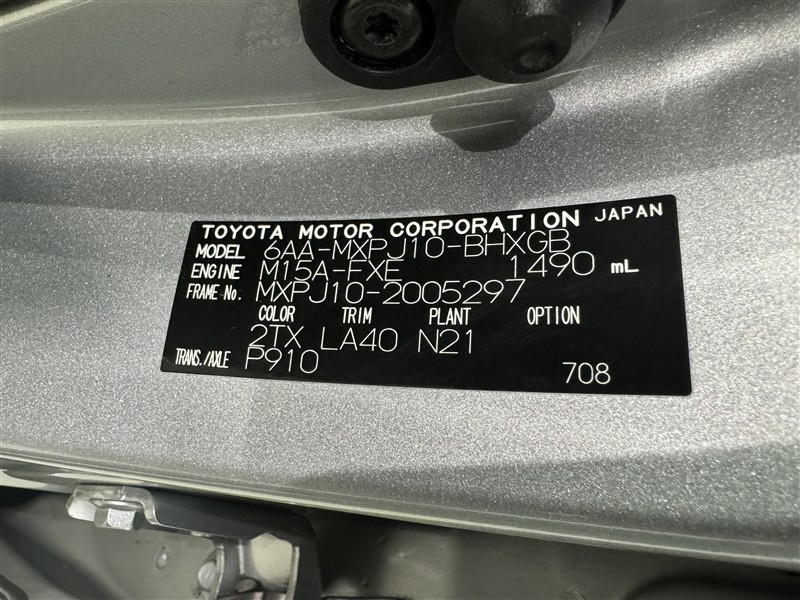 TOYOTA MOTOR CORPORATION JAPAN
MODEL 6AA-MXPJ10-BHXGB
ENGINE M15A-FXE 1490 mL
FRAME No. MXPJ10-2005297
COLOR TRIM PLANT OPTION
2TX LA40 N21
TRANS./AXLE P910 708